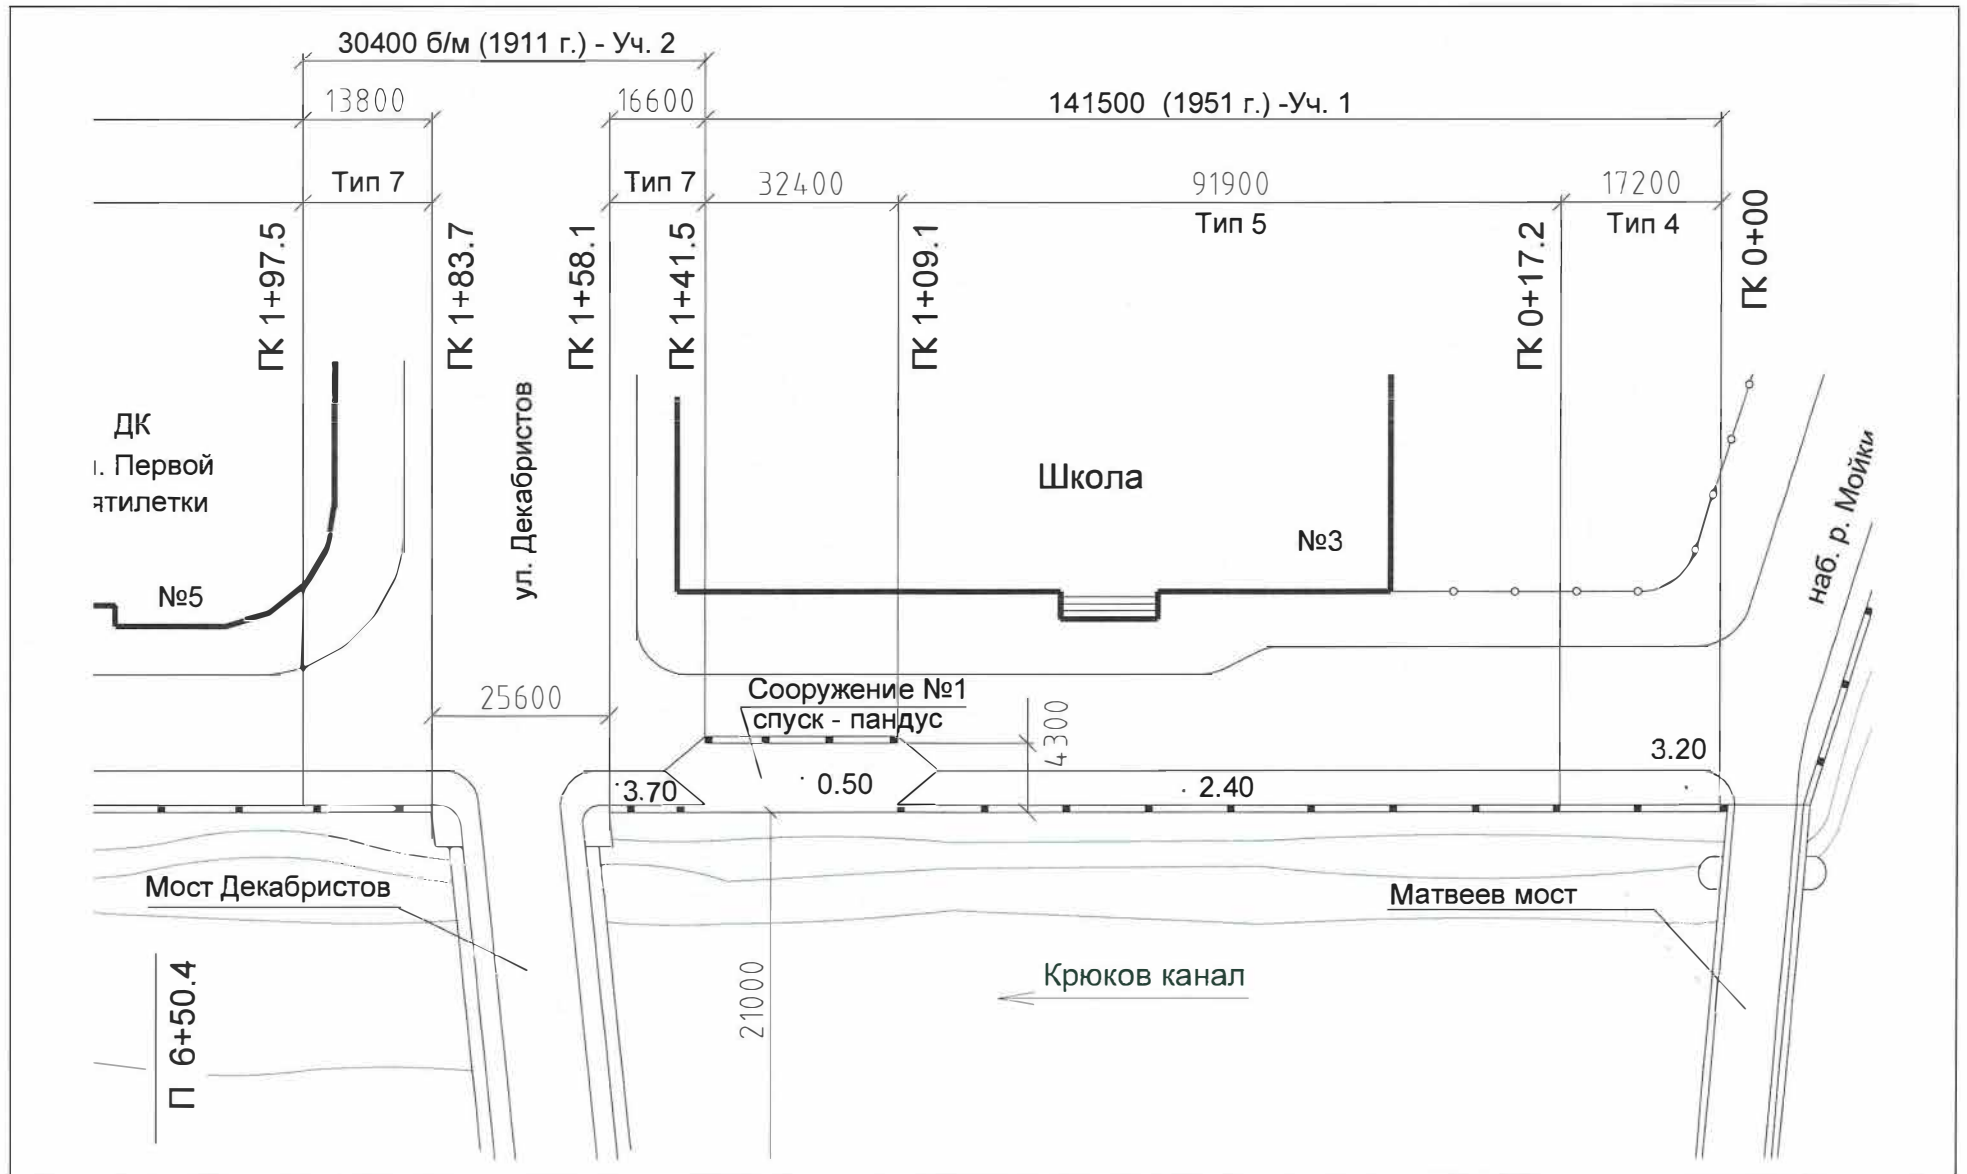 30400 б/м (1911 г.) - Уч. 2
13800
16600
141500 (1951 г.) -Уч. 1
Тип 7
Тип 7
32400
91900
17200
Тип 5
Тип 4
ПК 1+97.5
ПК 1+83.7
ПК 1+58.1
ПК 1+41.5
ПК 1+09.1
ПК 0+17.2
ПК 0+00
ДК
Первой
ятилетки
№5
ул. Декабристов
Школа
№3
наб. р. Мойки
25600
Сооружение №1
спуск - пандус
4300
3.70
0.50
2.40
3.20
Мост Декабристов
Матвеев мост
21000
Крюков канал
П 6+50.4